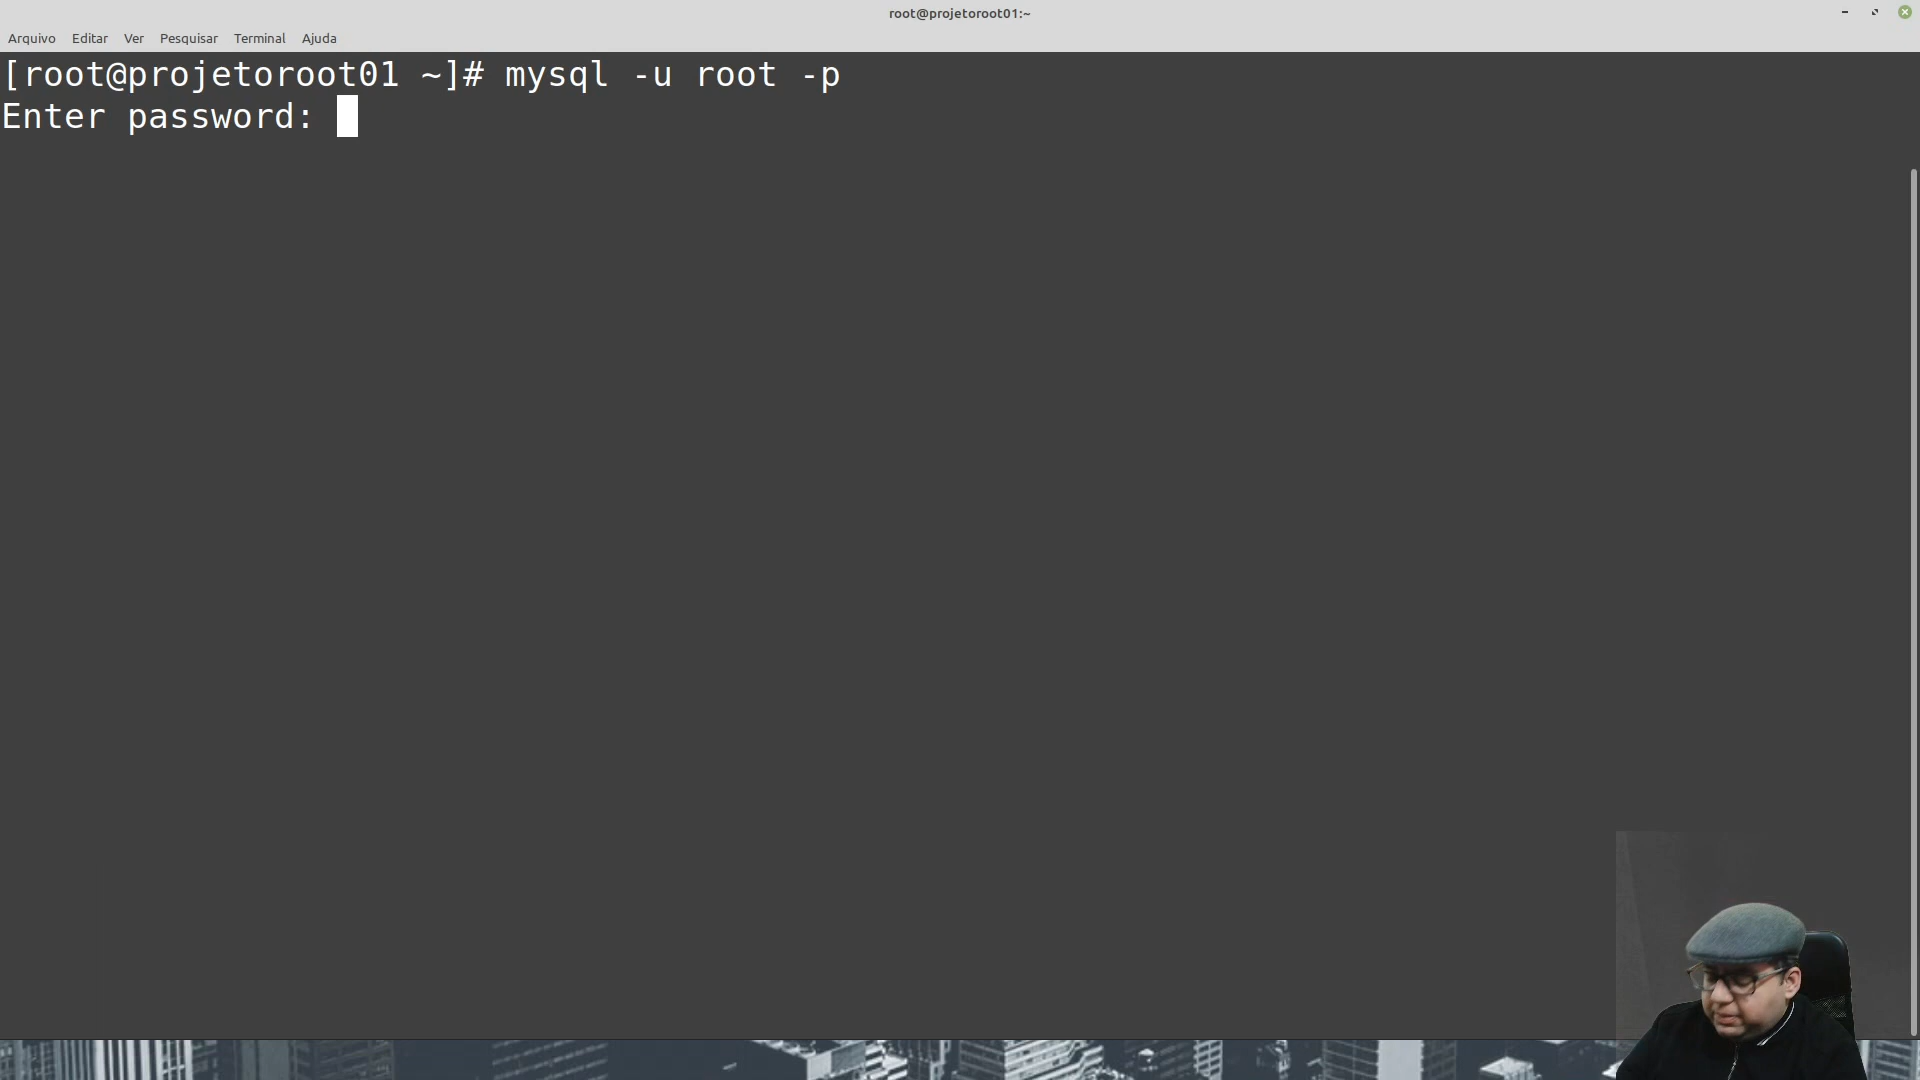 root@projetoroot01:~
Arquivo Editar Ver Pesquisar Terminal Ajuda
[root@projetoroot01 ~]# mysql -u root -p
Enter password: